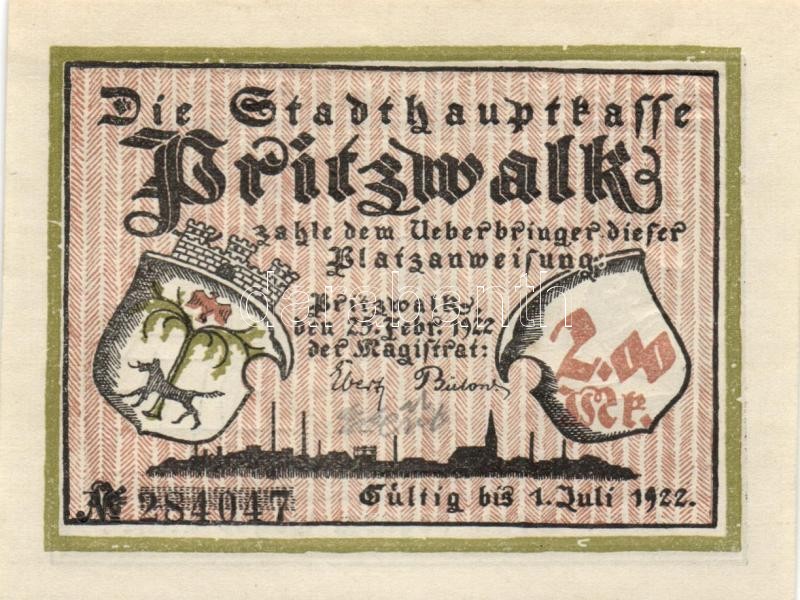 Die Stadthauptkasse
Pritzwalk
zahle dem Ueberbringer dieser
Platzanweisung:
Pritzwalk,
den 25. Febr. 1922
der Magistrat:
2.00
Mk.
darabanth
№ 284047
Gültig bis 1. Juli 1922.